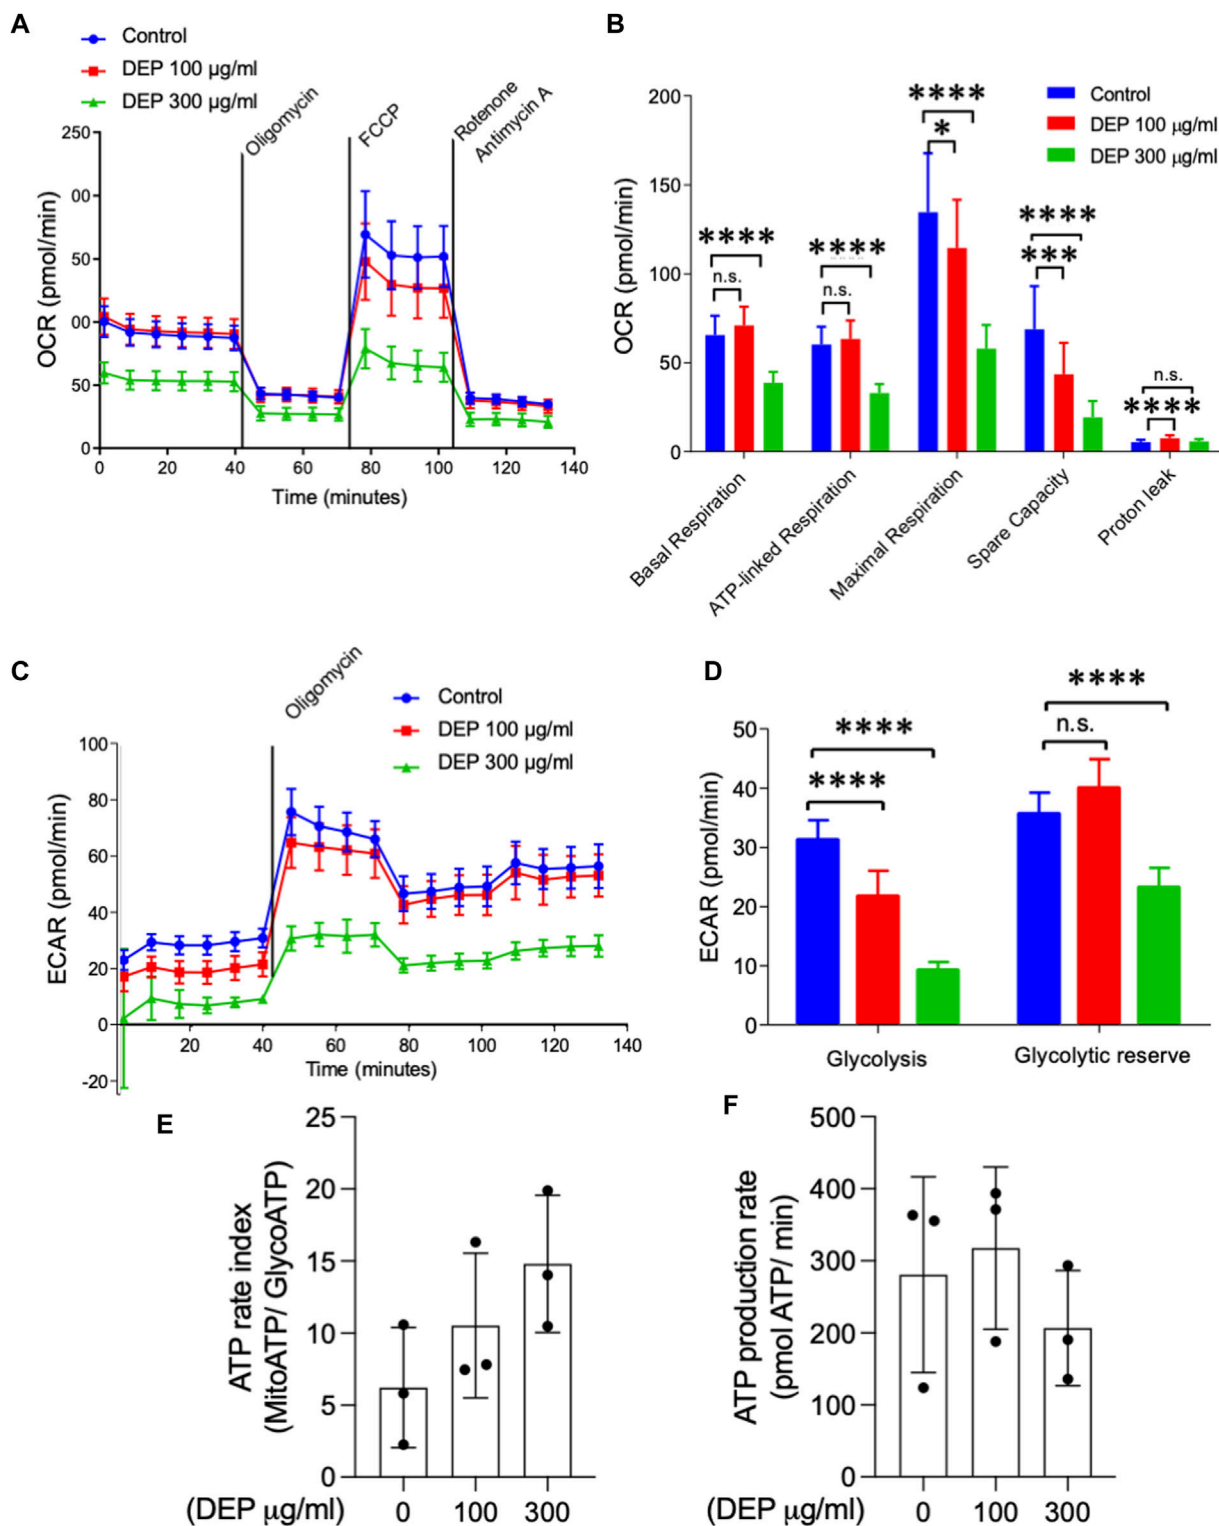 A
Control
DEP 100 µg/ml
DEP 300 µg/ml
Oligomycin
FCCP
Rotenone
Antimycin A
250
00
50
00
50
0
OCR (pmol/min)
0 20 40 60 80 100 120 140
Time (minutes)
B
Control
DEP 100 µg/ml
DEP 300 µg/ml
200
150
100
50
0
OCR (pmol/min)
****
n.s.
****
n.s.
****
*
****
***
n.s.
****
Basal Respiration
ATP-linked Respiration
Maximal Respiration
Spare Capacity
Proton leak
C
Oligomycin
Control
DEP 100 µg/ml
DEP 300 µg/ml
100
80
60
40
20
0
-20
ECAR (pmol/min)
20 40 60 80 100 120 140
Time (minutes)
D
50
40
30
20
10
0
ECAR (pmol/min)
****
****
****
n.s.
Glycolysis
Glycolytic reserve
E
25
20
15
10
5
0
ATP rate index
(MitoATP/ GlycoATP)
(DEP µg/ml) 0 100 300
F
500
400
300
200
100
0
ATP production rate
(pmol ATP/ min)
(DEP µg/ml) 0 100 300